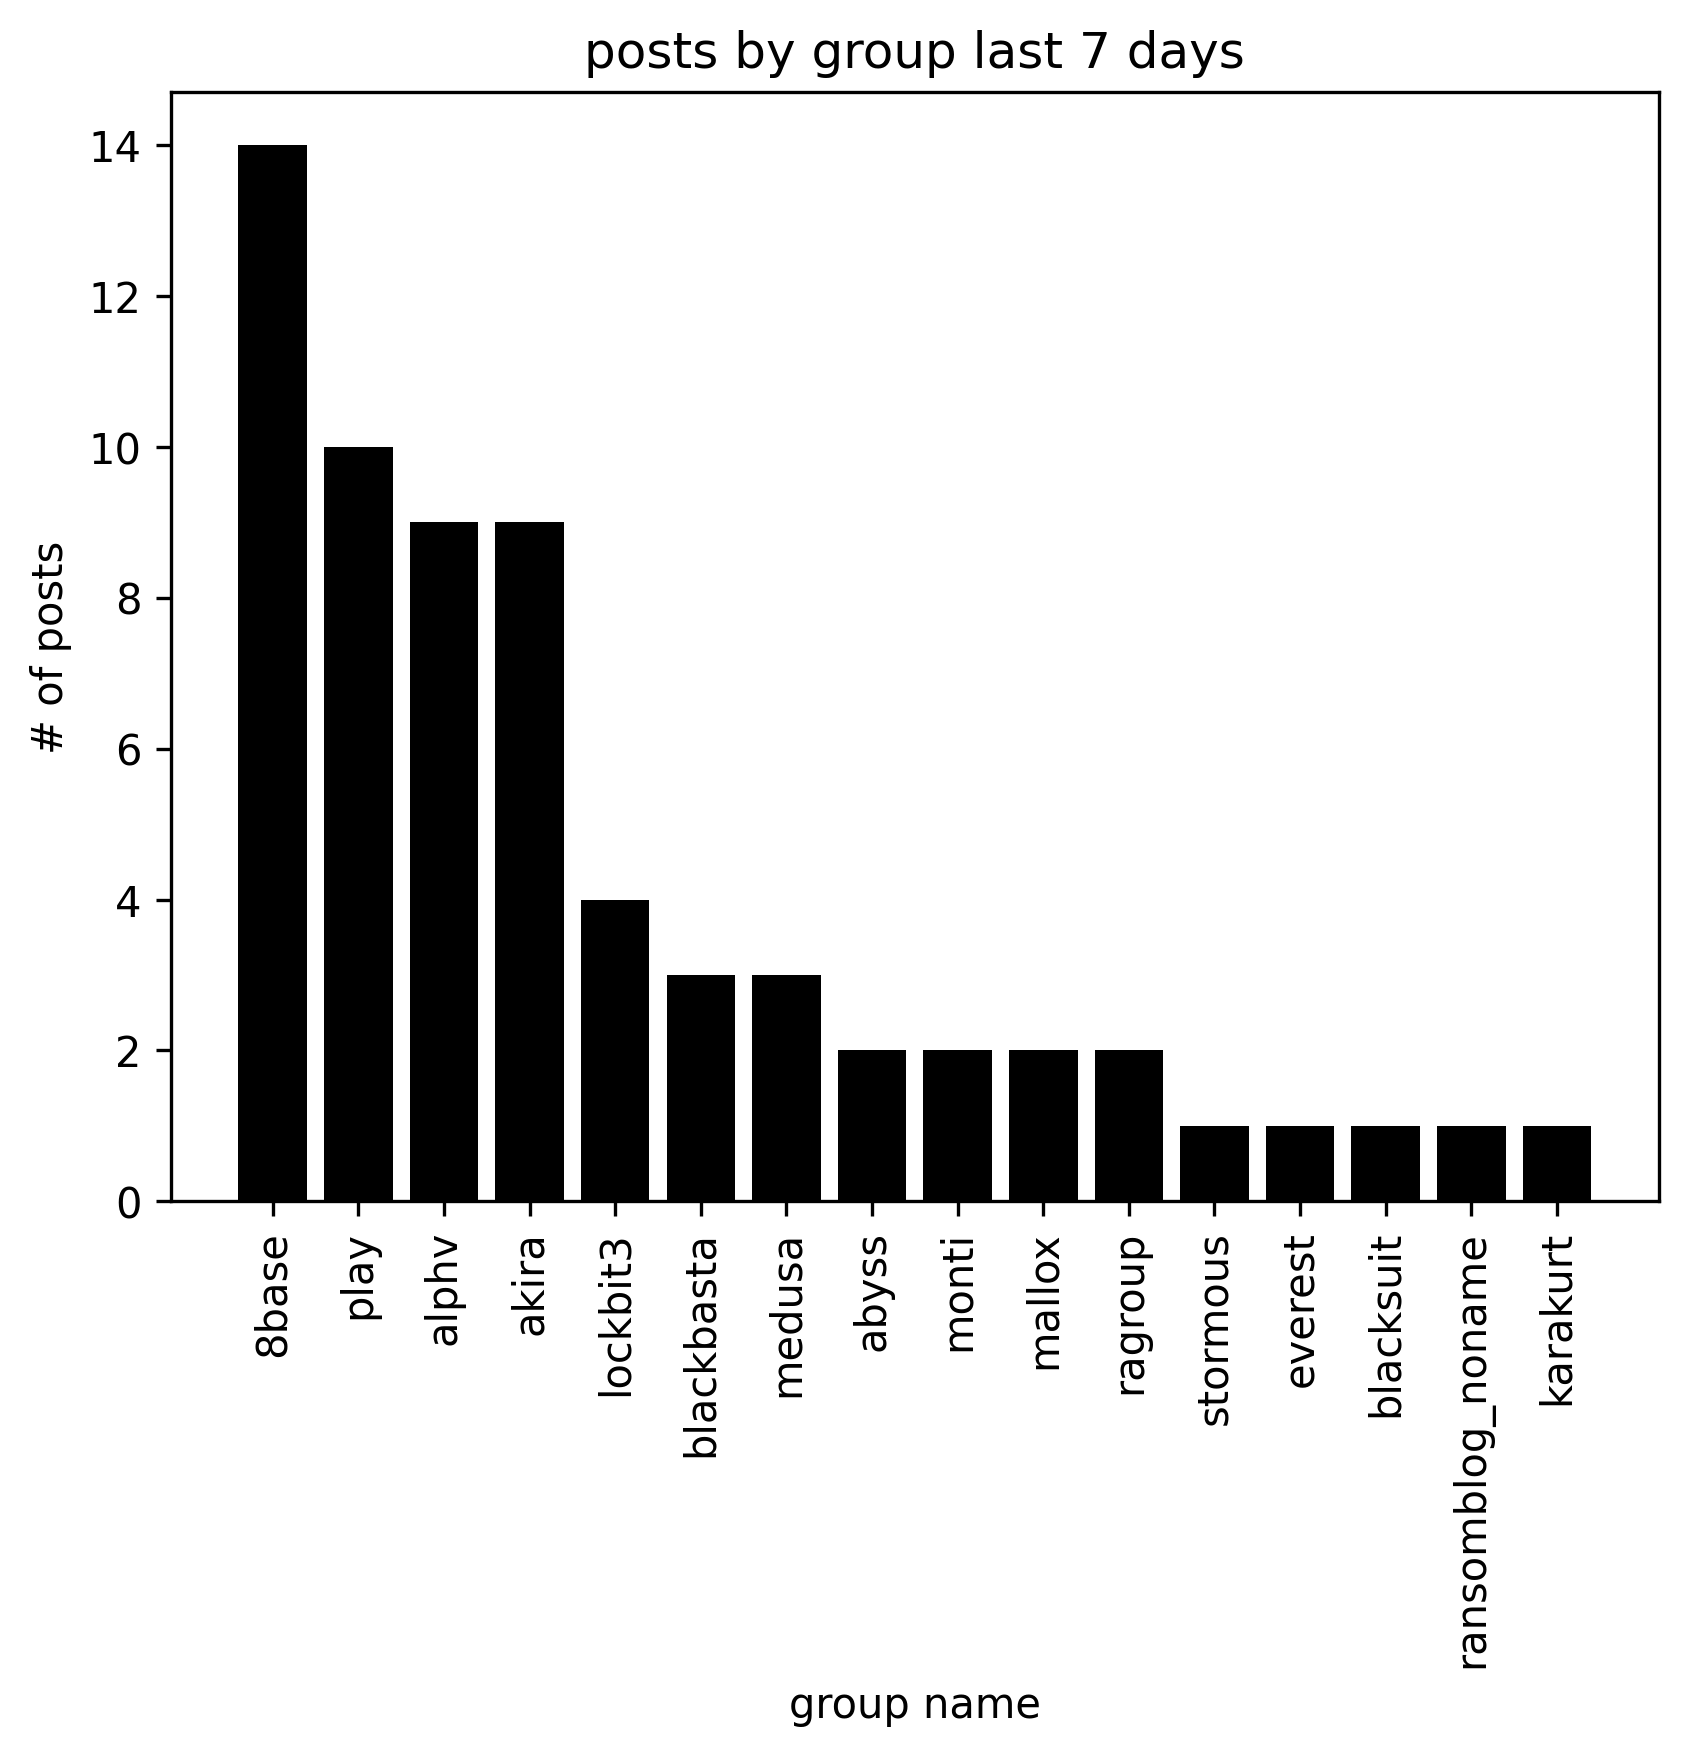 posts by group last 7 days
# of posts
14
12
10
8
6
4
2
0
8base
play
alphv
akira
lockbit3
blackbasta
medusa
abyss
monti
mallox
ragroup
stormous
everest
blacksuit
ransomblog_noname
karakurt
group name